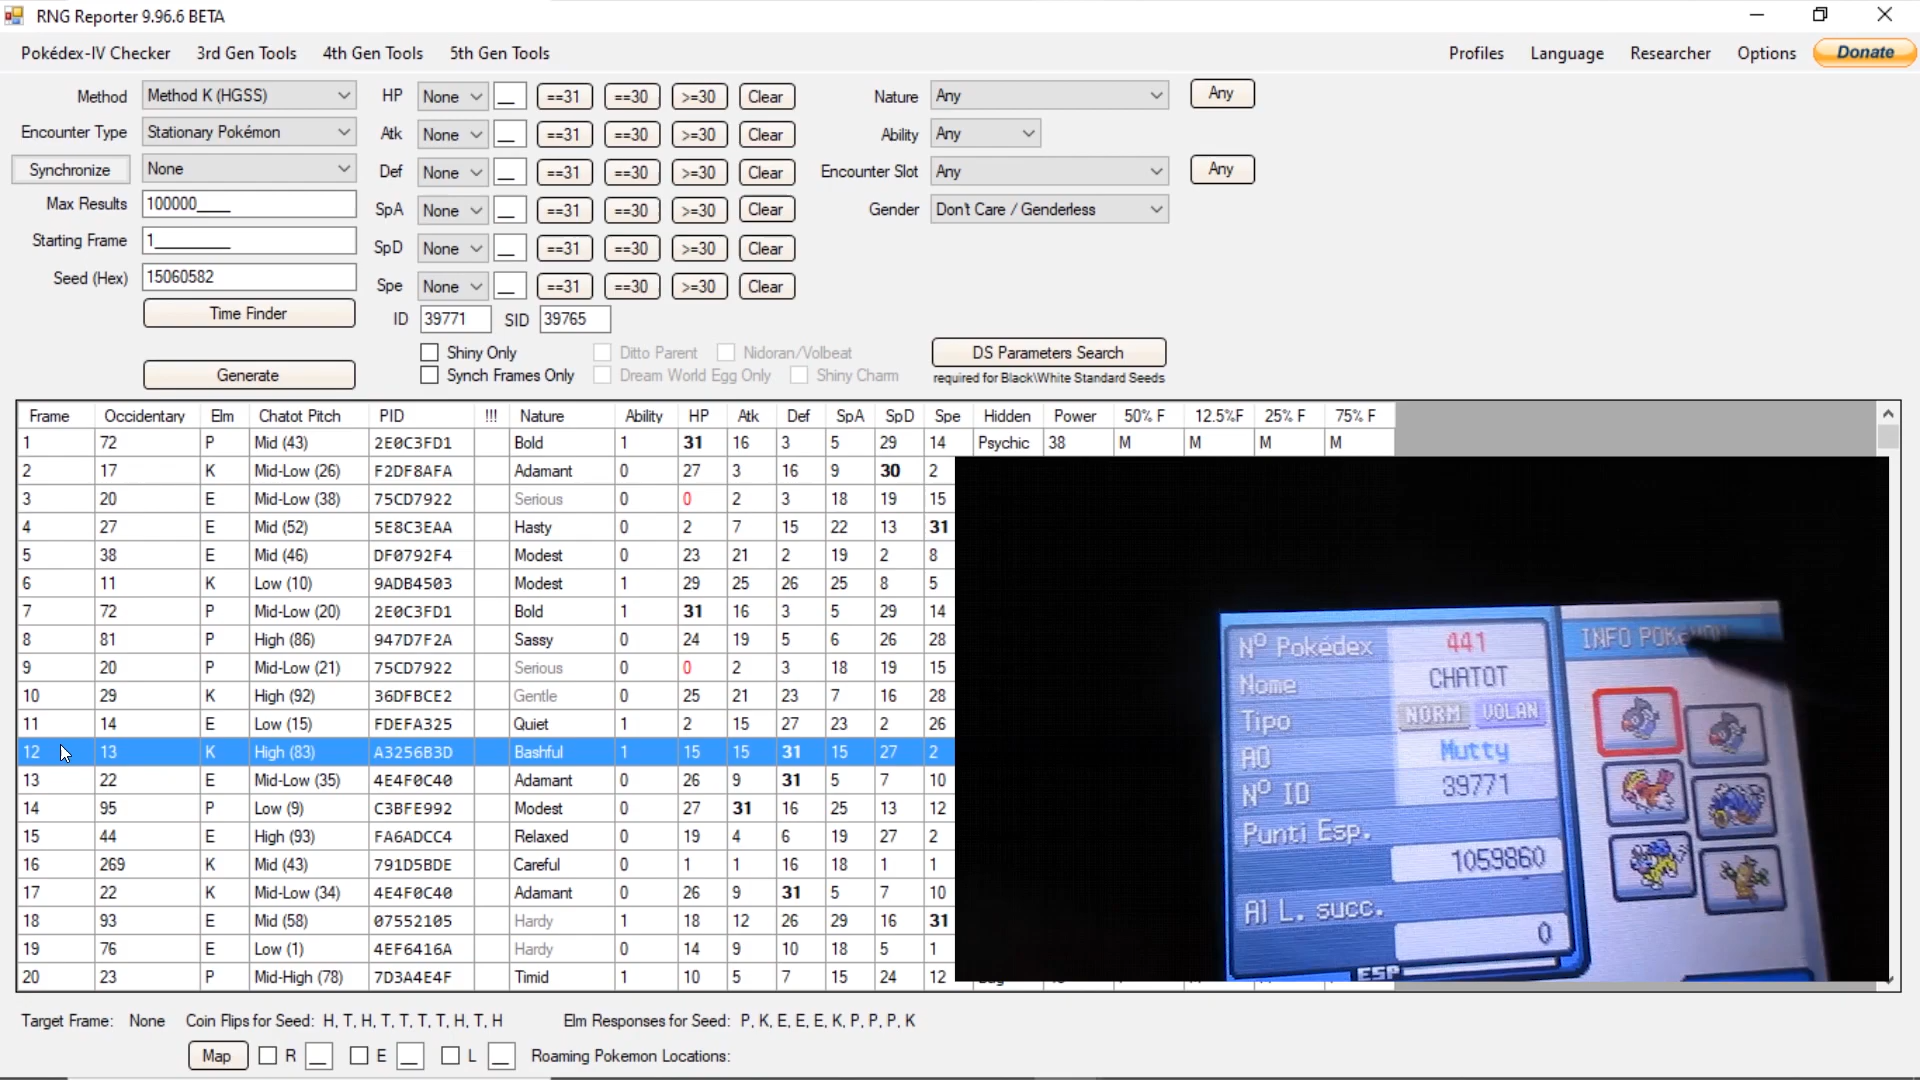 RNG Reporter 9.96.6 BETA
Pokédex-IV Checker 3rd Gen Tools 4th Gen Tools 5th Gen Tools Profiles Language Researcher Options Donate
Method Method K (HGSS) HP None __ ==31 ==30 >=30 Clear Nature Any Any
Encounter Type Stationary Pokémon Atk None __ ==31 ==30 >=30 Clear Ability Any
Synchronize None Def None __ ==31 ==30 >=30 Clear Encounter Slot Any Any
Max Results 100000____ SpA None __ ==31 ==30 >=30 Clear Gender Don't Care / Genderless
Starting Frame 1_________ SpD None __ ==31 ==30 >=30 Clear
Seed (Hex) 15060582 Spe None __ ==31 ==30 >=30 Clear
Time Finder ID 39771 SID 39765
Shiny Only Ditto Parent Nidoran/Volbeat DS Parameters Search
Generate Synch Frames Only Dream World Egg Only Shiny Charm required for Black\White Standard Seeds
Frame Occidentary Elm Chatot Pitch PID !!! Nature Ability HP Atk Def SpA SpD Spe Hidden Power 50% F 12.5%F 25% F 75% F
1 72 P Mid (43) 2E0C3FD1 Bold 1 31 16 3 5 29 14 Psychic 38 M M M M
2 17 K Mid-Low (26) F2DF8AFA Adamant 0 27 3 16 9 30 2
3 20 E Mid-Low (38) 75CD7922 Serious 0 0 2 3 18 19 15
4 27 E Mid (52) 5E8C3EAA Hasty 0 2 7 15 22 13 31
5 38 E Mid (46) DF0792F4 Modest 0 23 21 2 19 2 8
6 11 K Low (10) 9ADB4503 Modest 1 29 25 26 25 8 5
7 72 P Mid-Low (20) 2E0C3FD1 Bold 1 31 16 3 5 29 14
8 81 P High (86) 947D7F2A Sassy 0 24 19 5 6 26 28
9 20 P Mid-Low (21) 75CD7922 Serious 0 0 2 3 18 19 15
10 29 K High (92) 36DFBCE2 Gentle 0 25 21 23 7 16 28
11 14 E Low (15) FDEFA325 Quiet 1 2 15 27 23 2 26
12 13 K High (83) A3256B3D Bashful 1 15 15 31 15 27 2
13 22 E Mid-Low (35) 4E4F0C40 Adamant 0 26 9 31 5 7 10
14 95 P Low (9) C3BFE992 Modest 0 27 31 16 25 13 12
15 44 E High (93) FA6ADCC4 Relaxed 0 19 4 6 19 27 2
16 269 K Mid (43) 791D5BDE Careful 0 1 1 16 18 1 1
17 22 K Mid-Low (34) 4E4F0C40 Adamant 0 26 9 31 5 7 10
18 93 E Mid (58) 07552105 Hardy 1 18 12 26 29 16 31
19 76 E Low (1) 4EF6416A Hardy 0 14 9 10 18 5 1
20 23 P Mid-High (78) 7D3A4E4F Timid 1 10 5 7 15 24 12
Nº Pokédex 441
Nome CHATOT
Tipo NORM VOLAN
AO Mutty
Nº ID 39771
Punti Esp.
1059860
Al L. succ.
0
ESP
INFO POKéMON
Target Frame: None Coin Flips for Seed: H, T, H, T, T, T, T, H, T, H Elm Responses for Seed: P, K, E, E, E, K, P, P, P, K
Map R __ E __ L __ Roaming Pokemon Locations: